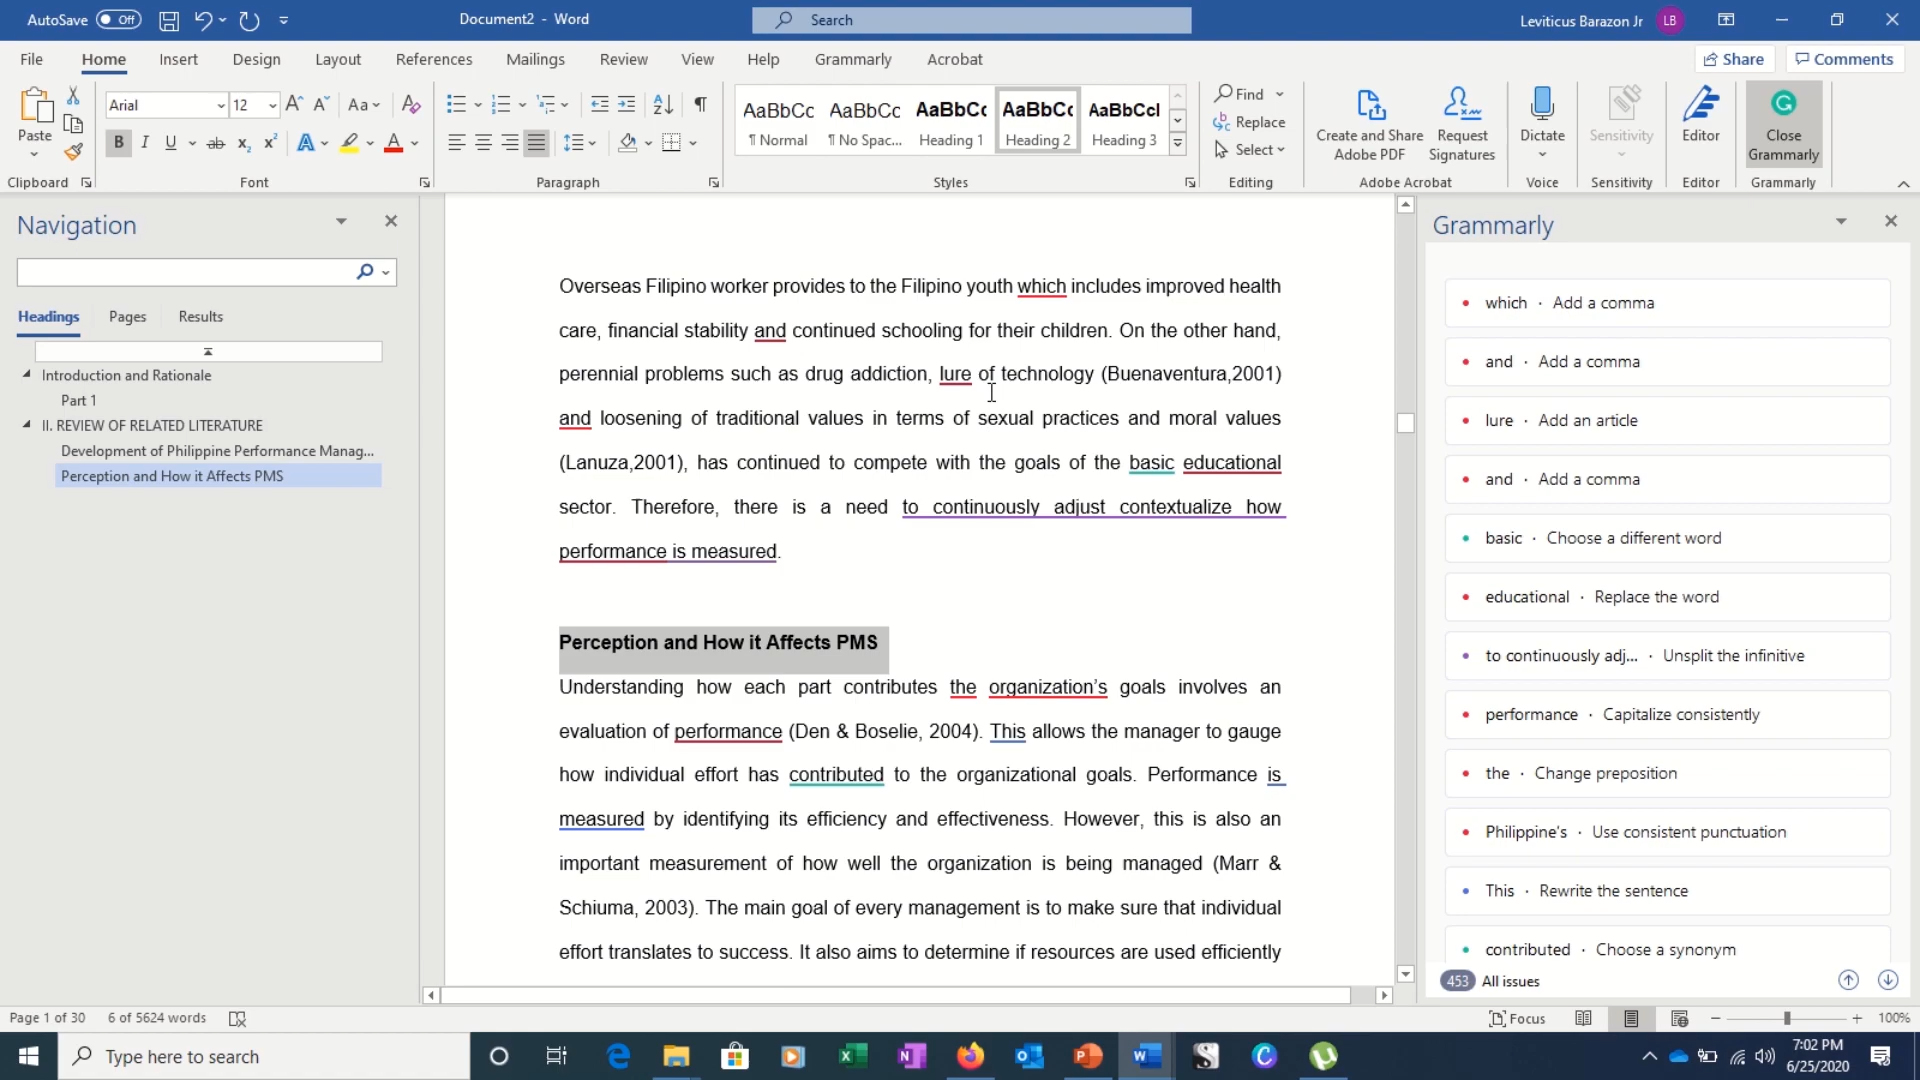 AutoSave Off
Document2 - Word
Search
Leviticus Barazon Jr LB
File Home Insert Design Layout References Mailings Review View Help Grammarly Acrobat
Share Comments
Paste
Clipboard
Arial 12
Aa
B I U ab x₂ x² A A
Font
Paragraph
AaBbCc AaBbCc AaBbCc AaBbCc AaBbCcI
¶ Normal ¶ No Spac... Heading 1 Heading 2 Heading 3
Styles
Find
Replace
Select
Editing
Create and Share
Adobe PDF
Request
Signatures
Adobe Acrobat
Dictate
Voice
Sensitivity
Sensitivity
Editor
Editor
Close
Grammarly
Grammarly
Navigation
Headings Pages Results
Introduction and Rationale
Part 1
II. REVIEW OF RELATED LITERATURE
Development of Philippine Performance Manag...
Perception and How it Affects PMS
Overseas Filipino worker provides to the Filipino youth which includes improved health
care, financial stability and continued schooling for their children. On the other hand,
perennial problems such as drug addiction, lure of technology (Buenaventura,2001)
and loosening of traditional values in terms of sexual practices and moral values
(Lanuza,2001), has continued to compete with the goals of the basic educational
sector. Therefore, there is a need to continuously adjust contextualize how
performance is measured.
Perception and How it Affects PMS
Understanding how each part contributes the organization’s goals involves an
evaluation of performance (Den & Boselie, 2004). This allows the manager to gauge
how individual effort has contributed to the organizational goals. Performance is
measured by identifying its efficiency and effectiveness. However, this is also an
important measurement of how well the organization is being managed (Marr &
Schiuma, 2003). The main goal of every management is to make sure that individual
effort translates to success. It also aims to determine if resources are used efficiently
Grammarly
which · Add a comma
and · Add a comma
lure · Add an article
and · Add a comma
basic · Choose a different word
educational · Replace the word
to continuously adj... · Unsplit the infinitive
performance · Capitalize consistently
the · Change preposition
Philippine's · Use consistent punctuation
This · Rewrite the sentence
contributed · Choose a synonym
453 All issues
Page 1 of 30 6 of 5624 words
Focus
100%
Type here to search
7:02 PM
6/25/2020